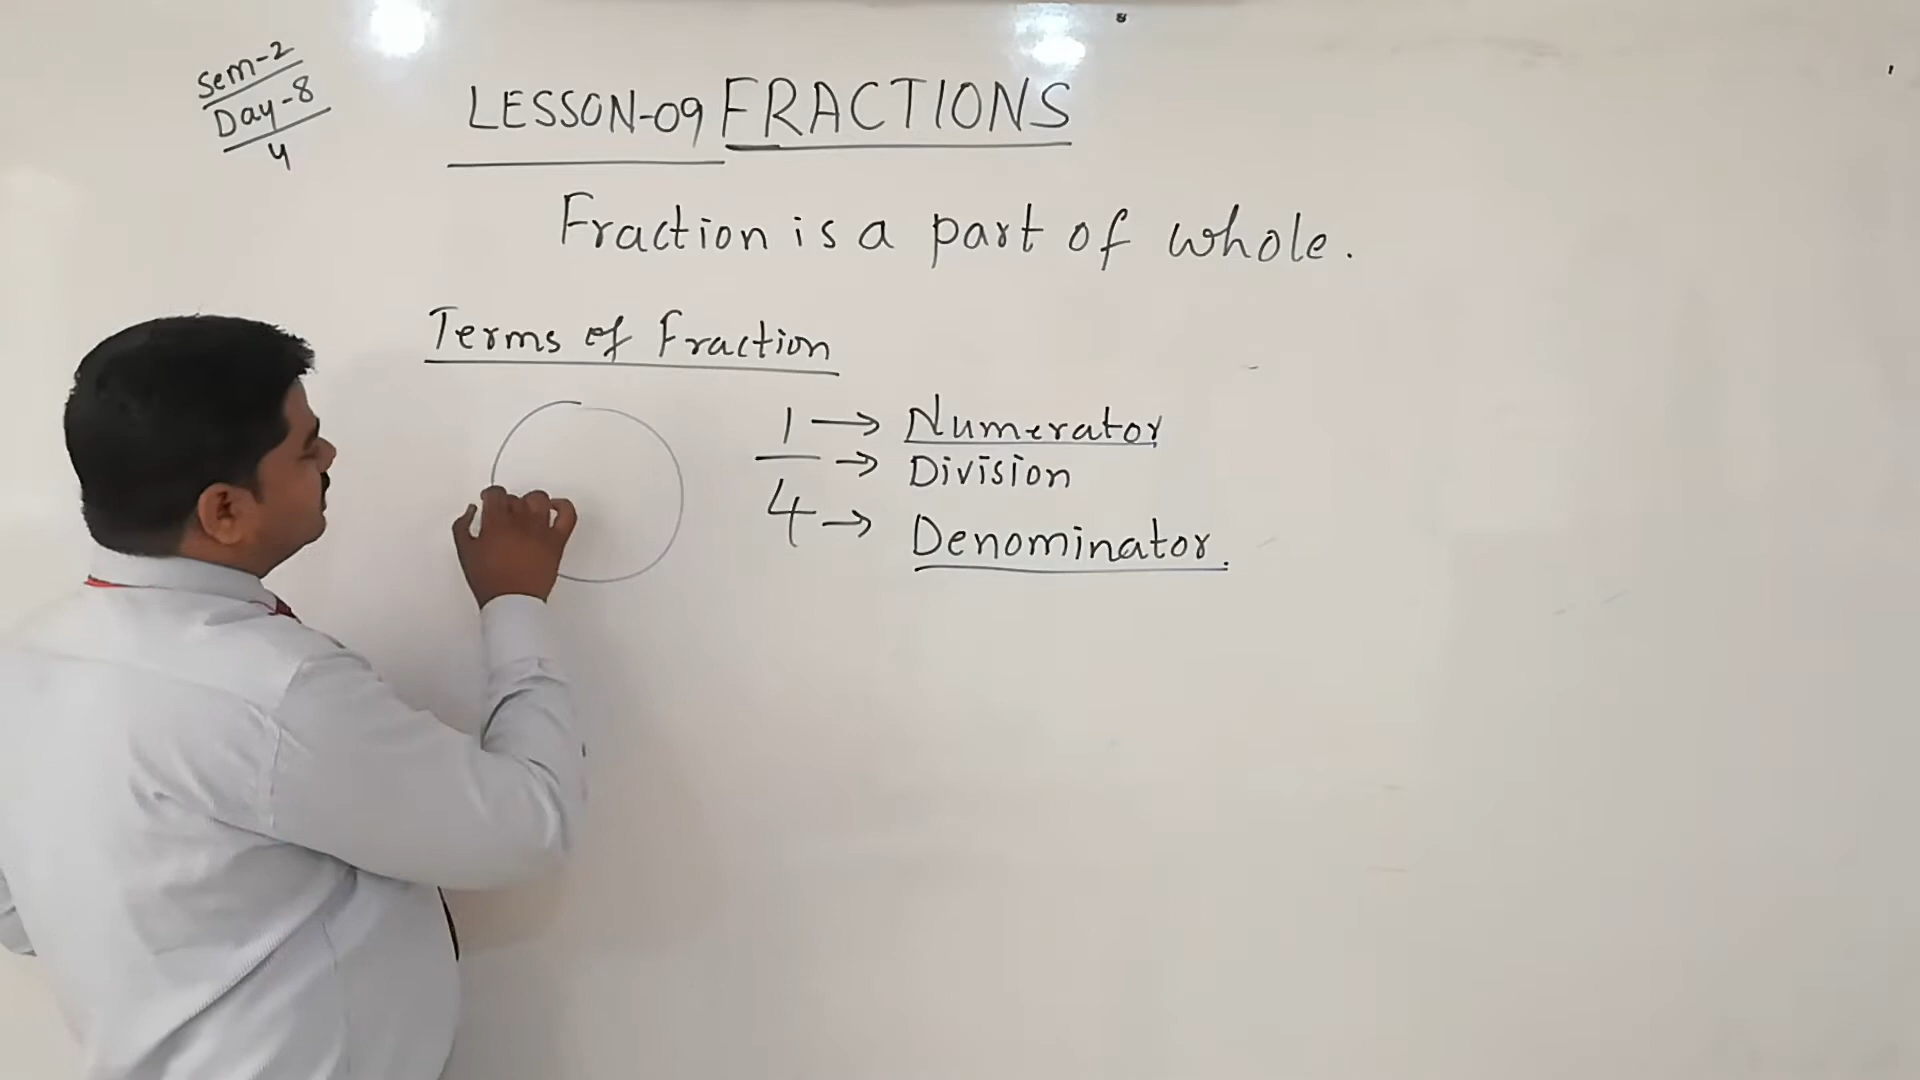 Sem-2
Day-8
4
LESSON-09 FRACTIONS
Fraction is a part of whole.
Terms of Fraction
1 → Numerator
→ Division
4 → Denominator.